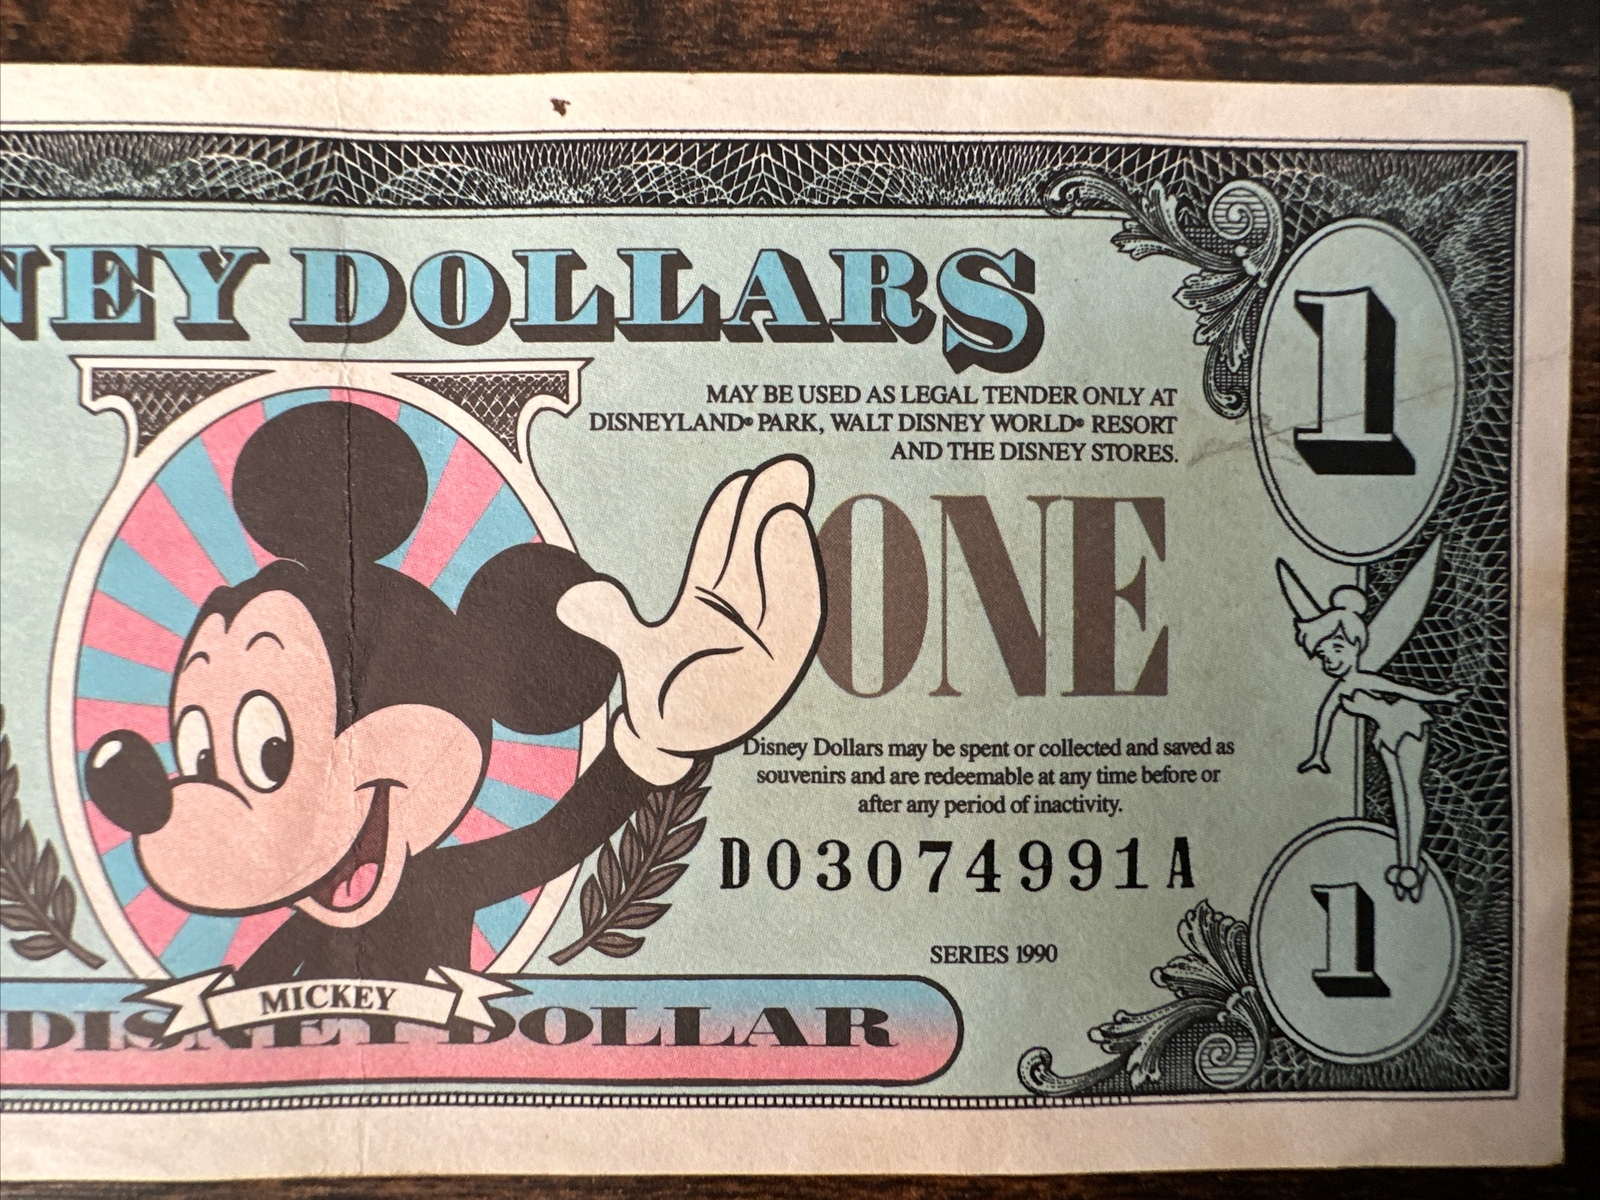 NEY DOLLARS
1
MAY BE USED AS LEGAL TENDER ONLY AT
DISNEYLAND® PARK, WALT DISNEY WORLD® RESORT
AND THE DISNEY STORES.
ONE
Disney Dollars may be spent or collected and saved as
souvenirs and are redeemable at any time before or
after any period of inactivity.
D03074991A
SERIES 1990
1
MICKEY
DISNEY DOLLAR